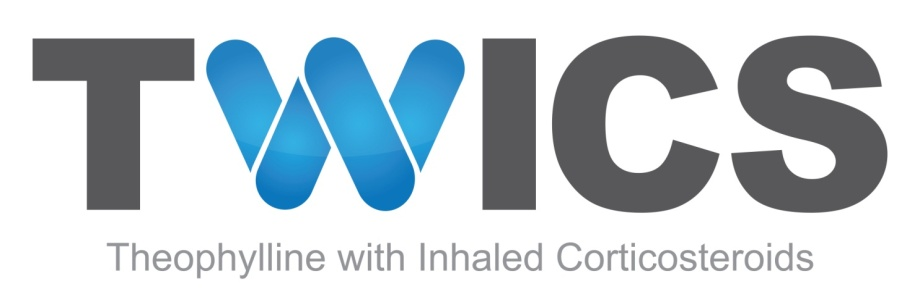 TWICS
Theophylline with Inhaled Corticosteroids